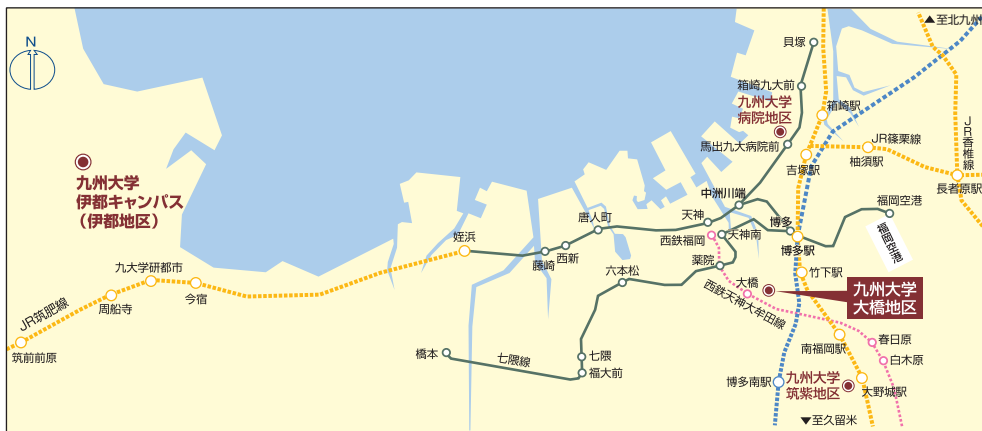 N
▲至北九州
貝塚
箱崎九大前
九州大学
病院地区
箱崎駅
馬出九大病院前
JR篠栗線
JR香椎線
吉塚駅
柚須駅
長者原駅
九州大学
伊都キャンパス
（伊都地区）
中洲川端
福岡空港
唐人町
天神
博多
福岡空港
姪浜
西鉄福岡
天神南
博多駅
藤崎
西新
薬院
九大学研都市
六本松
竹下駅
今宿
大橋
九州大学
大橋地区
周船寺
JR筑肥線
西鉄天神大牟田線
筑前前原
春日原
南福岡駅
橋本
七隈線
七隈
白木原
福大前
博多南駅
九州大学
筑紫地区
大野城駅
▼至久留米